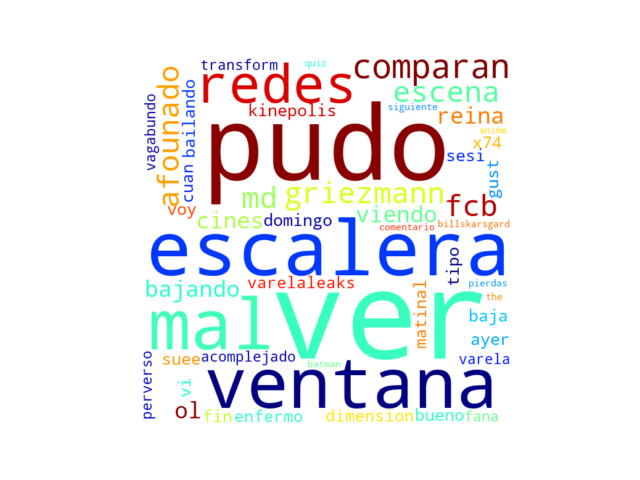 transform
quiz
comparan
redes
escena
vagabundo
afounado
bailando
kinepolis
siguiente
reina
pudo
anime
x74
sesi
cuan
gust
md
griezmann
fcb
voy
cines
domingo
viendo
comentario
billskarsgard
escalera
tipo
bajando
varelaleaks
ver
matinal
pierdas
the
mal
baja
ayer
perverso
suee
acomplejado
batman
varela
vi
ventana
ol
fin
enfermo
dimension
bueno
fana